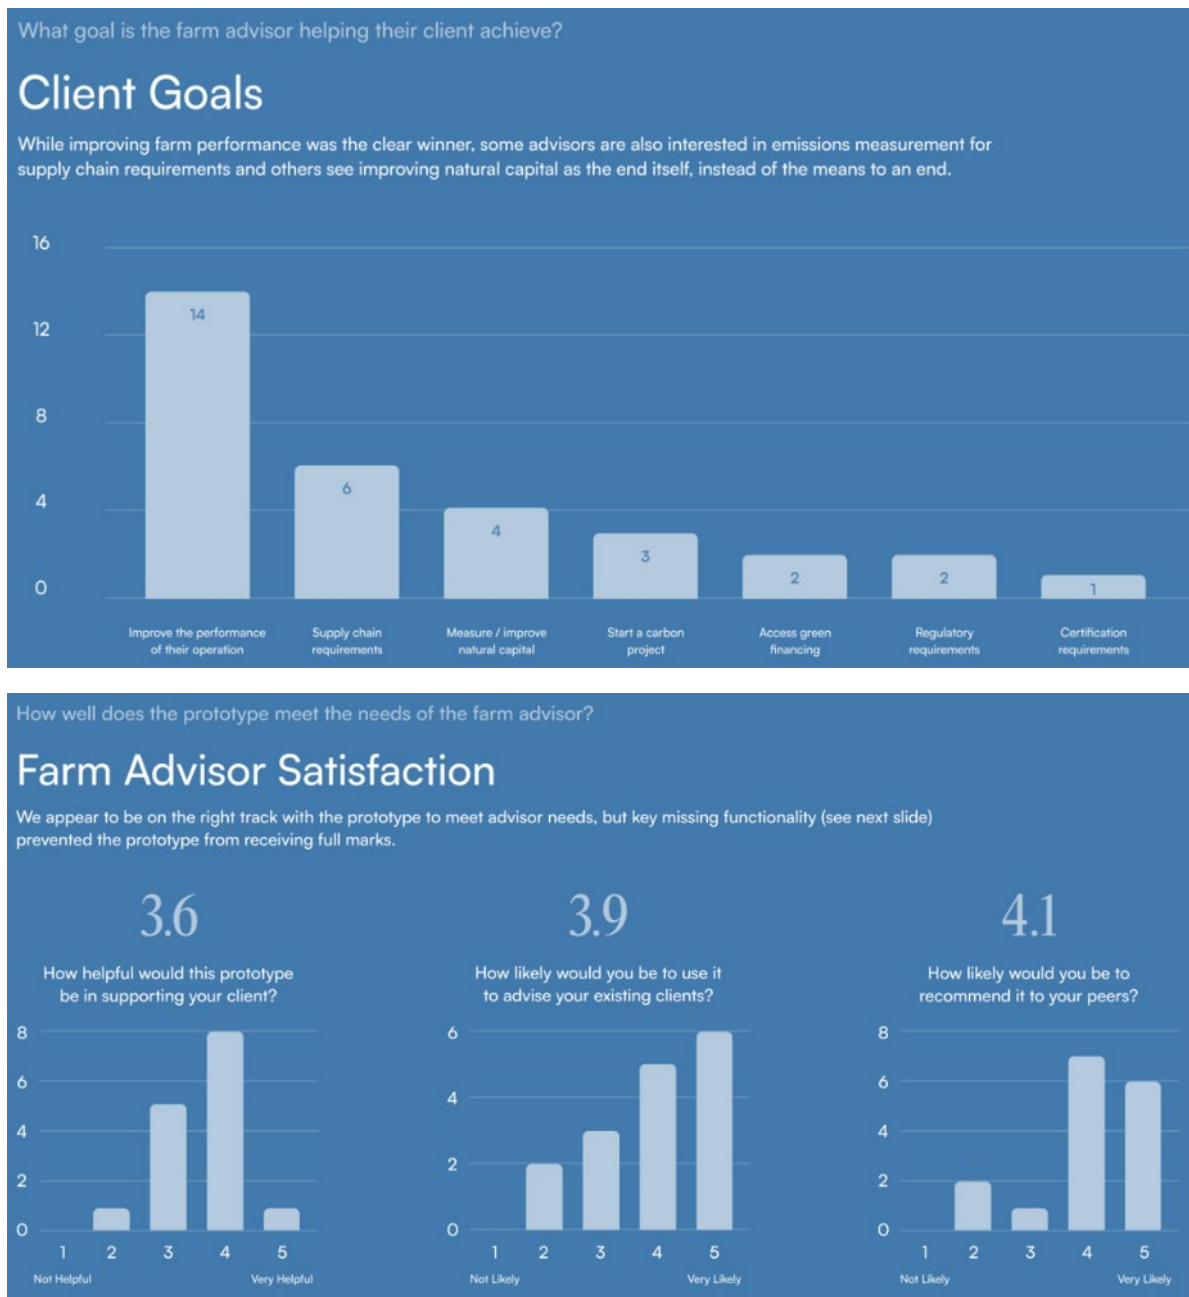 What goal is the farm advisor helping their client achieve?
Client Goals
While improving farm performance was the clear winner, some advisors are also interested in emissions measurement for
supply chain requirements and others see improving natural capital as the end itself, instead of the means to an end.
16
12
8
4
0
14
6
4
3
2
2
1
Improve the performance
of their operation
Supply chain
requirements
Measure / improve
natural capital
Start a carbon
project
Access green
financing
Regulatory
requirements
Certification
requirements
How well does the prototype meet the needs of the farm advisor?
Farm Advisor Satisfaction
We appear to be on the right track with the prototype to meet advisor needs, but key missing functionality (see next slide)
prevented the prototype from receiving full marks.
3.6
How helpful would this prototype
be in supporting your client?
8
6
4
2
0
1 2 3 4 5
Not Helpful Very Helpful
3.9
How likely would you be to use it
to advise your existing clients?
6
4
2
0
1 2 3 4 5
Not Likely Very Likely
4.1
How likely would you be to
recommend it to your peers?
8
6
4
2
0
1 2 3 4 5
Not Likely Very Likely